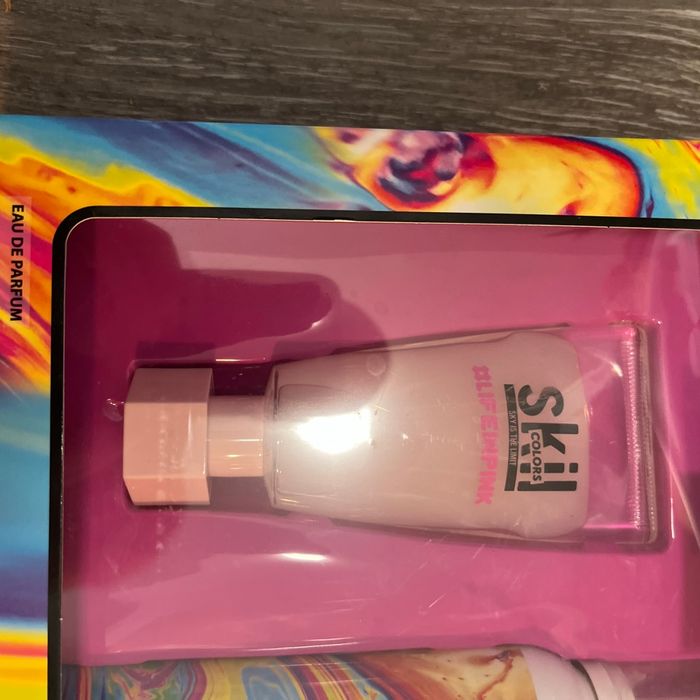 EAU DE PARFUM
skil
COLORS
SKY IS THE LIMIT
#LIFEINPINK